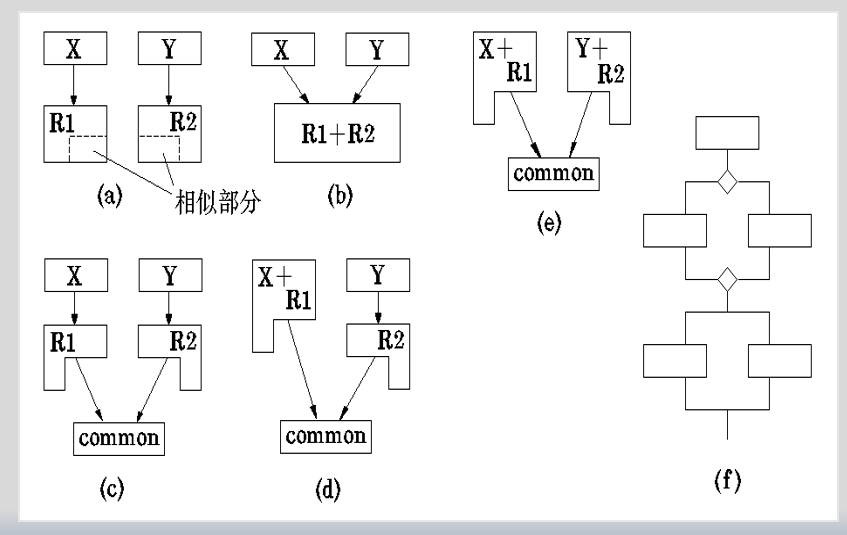 X
Y
R1
R2
(a)
相似部分
X
Y
R1+R2
(b)
X+
R1
Y+
R2
common
(e)
X
Y
R1
R2
common
(c)
X+
R1
Y
R2
common
(d)
(f)